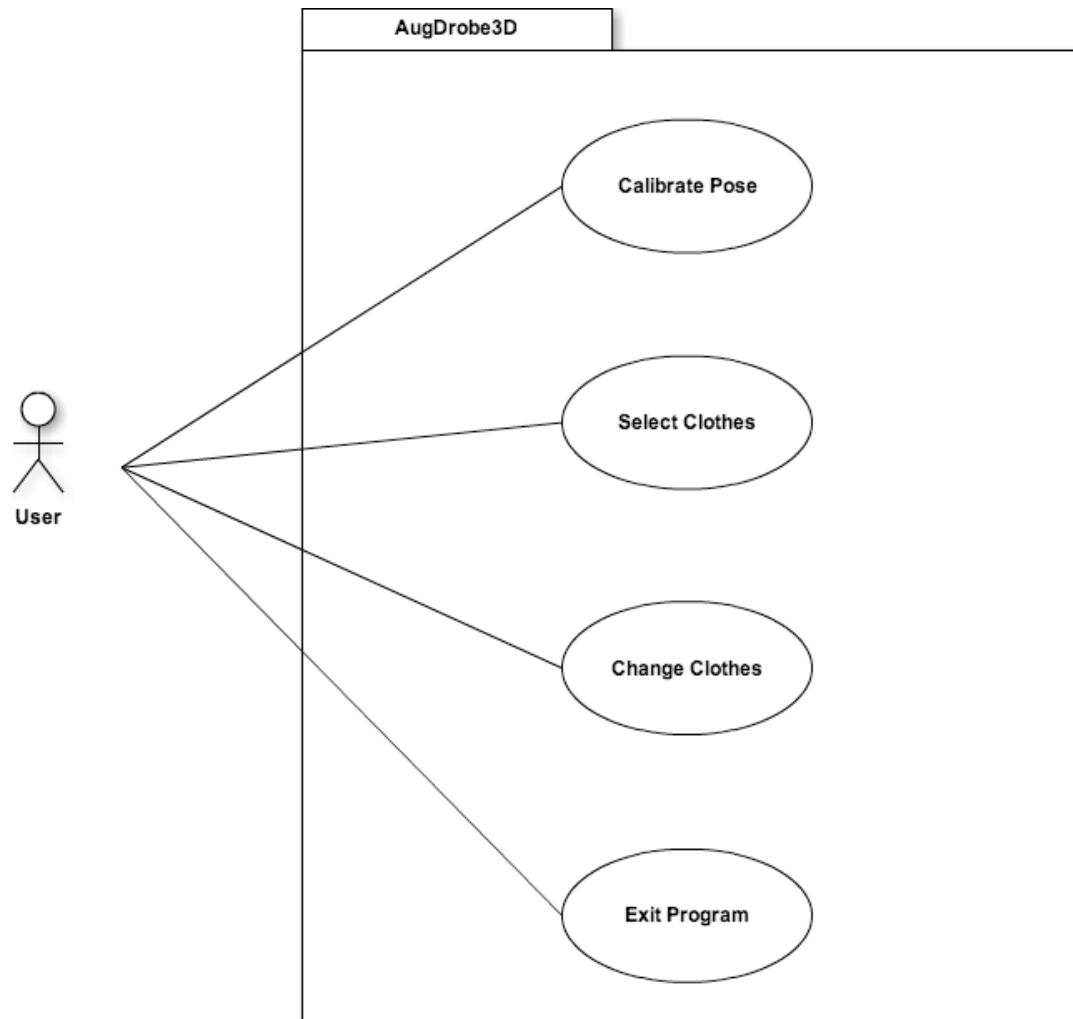 AugDrobe3D
Calibrate Pose
Select Clothes
User
Change Clothes
Exit Program